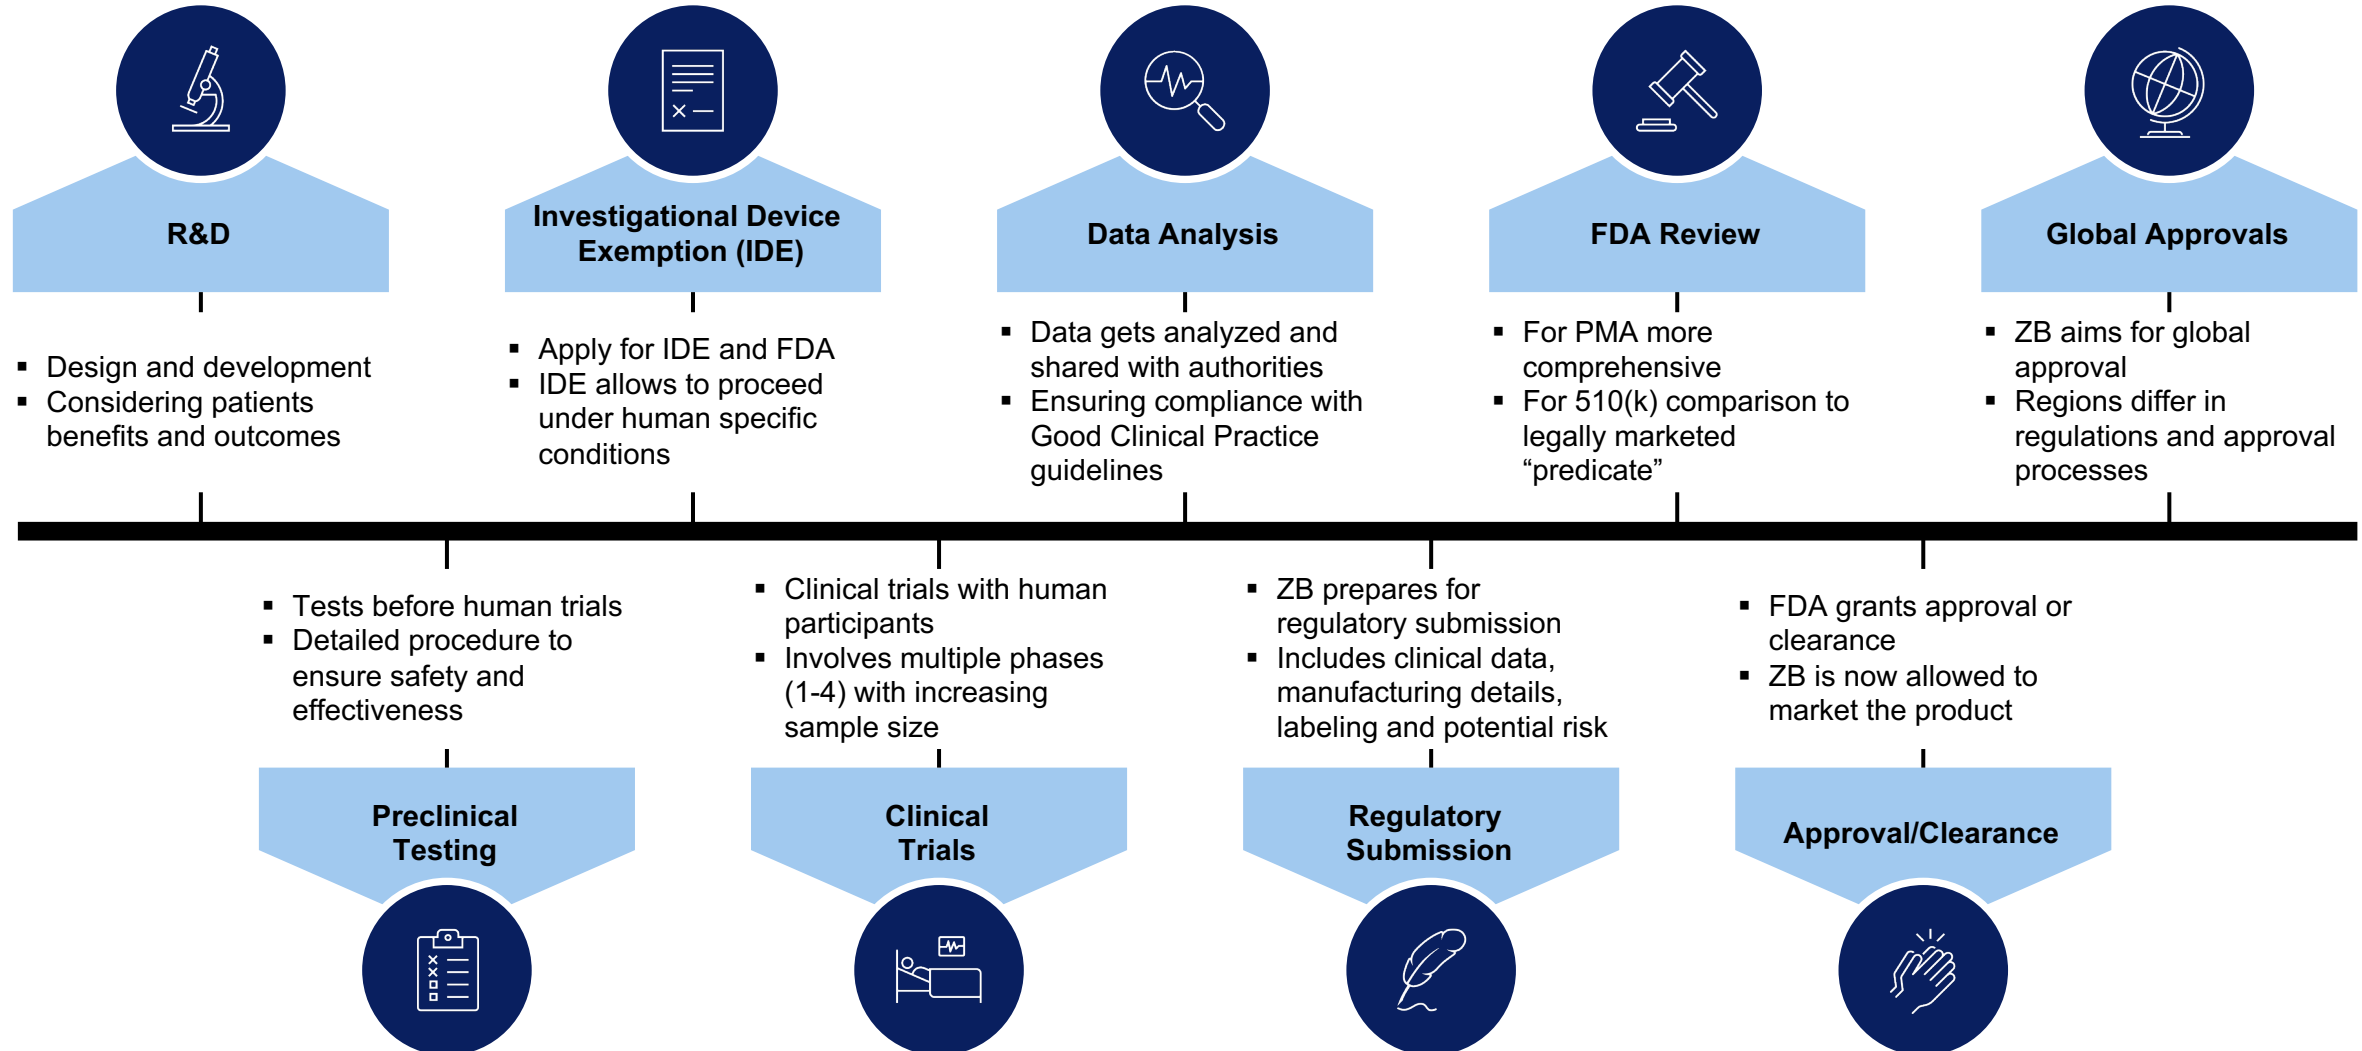 R&D
▪ Design and development
▪ Considering patients
benefits and outcomes
Investigational Device
Exemption (IDE)
▪ Apply for IDE and FDA
▪ IDE allows to proceed
under human specific
conditions
Data Analysis
▪ Data gets analyzed and
shared with authorities
▪ Ensuring compliance with
Good Clinical Practice
guidelines
FDA Review
▪ For PMA more
comprehensive
▪ For 510(k) comparison to
legally marketed
“predicate”
Global Approvals
▪ ZB aims for global
approval
▪ Regions differ in
regulations and approval
processes
▪ Tests before human trials
▪ Detailed procedure to
ensure safety and
effectiveness
Preclinical
Testing
▪ Clinical trials with human
participants
▪ Involves multiple phases
(1-4) with increasing
sample size
Clinical
Trials
▪ ZB prepares for
regulatory submission
▪ Includes clinical data,
manufacturing details,
labeling and potential risk
Regulatory
Submission
▪ FDA grants approval or
clearance
▪ ZB is now allowed to
market the product
Approval/Clearance